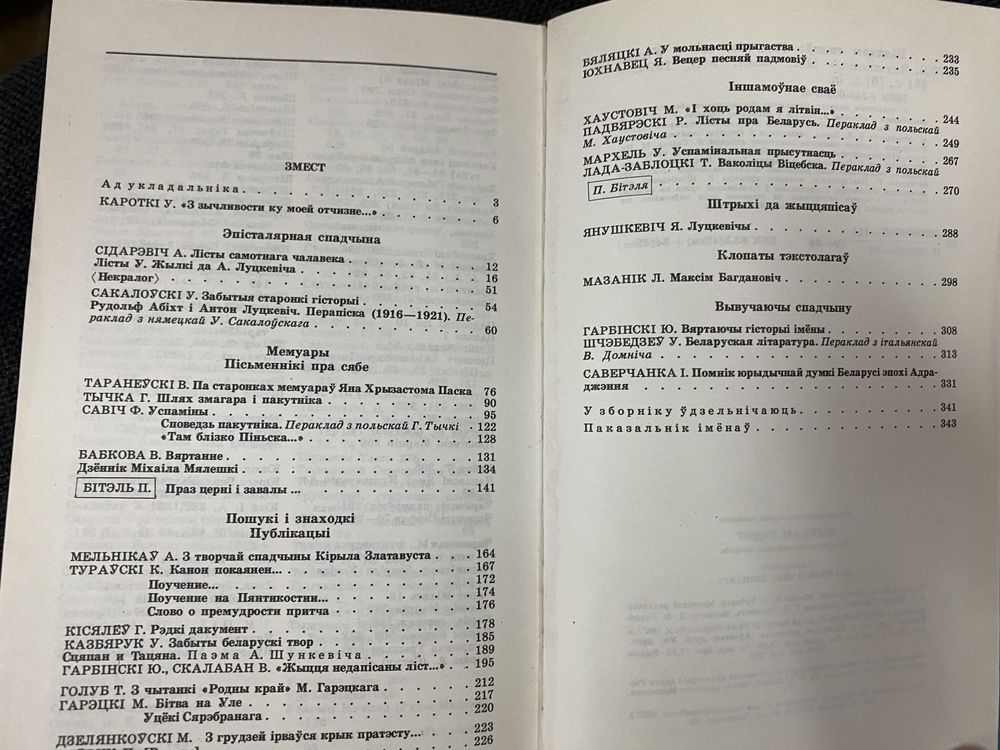 ЗМЕСТ
Ад укладальніка. 3
КАРОТКІ У. «З зычливости ку моей отчизне...» . 6
Эпісталярная спадчына
СІДАРЭВІЧ А. Лісты самотнага чалавека . 12
Лісты У. Жылкі да А. Луцкевіча . 16
⟨Некралог⟩ . 51
САКАЛОЎСКІ У. Забытыя старонкі гісторыі . 54
Рудольф Абіхт і Антон Луцкевіч. Перапіска (1916—1921). Пе-
раклад з нямецкай У. Сакалоўскага . 60
Мемуары
Пісьменнікі пра сябе
ТАРАНЕЎСКІ В. Па старонках мемуараў Яна Хрызастома Паска 76
ТЫЧКА Г. Шлях змагара і пакутніка . 90
САВІЧ Ф. Успаміны . 95
Споведзь пакутніка. Пераклад з польскай Г. Тычкі . 122
«Там блізко Піньска...» . 128
БАБКОВА В. Вяртанне . 131
Дзённік Міхаіла Мялешкі . 134
БІТЭЛЬ П. Праз церні і завалы ... 141
Пошукі і знаходкі
Публікацыі
МЕЛЬНІКАЎ А. З творчай спадчыны Кірыла Златавуста . 164
ТУРАЎСКІ К. Канон покаянен... 167
Поучение... 172
Поучение на Пянтикостии... 174
Слово о премудрости притча . 176
КІСЯЛЕЎ Г. Рэдкі дакумент . 178
КАЗБЯРУК У. Забыты беларускі твор . 185
Сцяпан и Тацяна. Паэма А. Шункевіча . 189
ГАРБІНСКІ Ю., СКАЛАБАН В. «Жыцця недапісаны ліст...» . 195
ГОЛУБ Т. З чытанкі «Родны край» М. Гарэцкага . 212
ГАРЭЦКІ М. Бітва на Уле . 217
Уцёкі Сярэбранага . 220
ДЗЕЛЯНКОЎСКІ М. З грудзей ірваўся крык пратэсту... 223
226
ВЯЛЯЦКІ А. У мольнасці прыгаства . 233
ЮХНАВЕЦ Я. Вецер песняй падмовіў . 235
Іншамоўнае сваё
ХАУСТОВІЧ М. «І хоць родам я літвін...» . 244
ПАДБЯРЭСКІ Р. Лісты пра Беларусь. Пераклад з польскай
М. Хаустовіча . 249
МАРХЕЛЬ У. Успамінальная прысутнасць . 267
ЛАДА-ЗАБЛОЦКІ Т. Ваколіцы Віцебска. Пераклад з польскай
П. Бітэля . 270
Штрыхі да жыццяпісаў
ЯНУШКЕВІЧ Я. Луцкевічы . 288
Клопаты тэкстолагаў
МАЗАНІК Л. Максім Багдановіч . 298
Вывучаючы спадчыну
ГАРБІНСКІ Ю. Вяртаючы гісторыі імёны . 308
ШЧЭБЕДЗЕЎ У. Беларуская літаратура. Пераклад з італьянскай
В. Домніча . 313
САВЕРЧАНКА І. Помнік юрыдычнай думкі Беларусі эпохі Адра-
джэння . 331
У зборніку ўдзельнічаюць. 341
Паказальнік імёнаў . 343